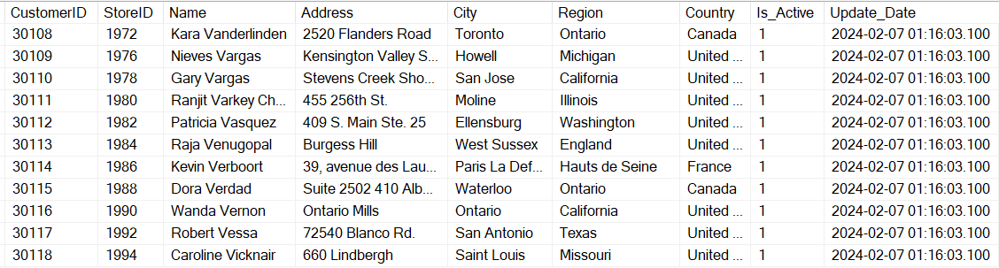 CustomerID StoreID Name Address City Region Country Is_Active Update_Date
30108 1972 Kara Vanderlinden 2520 Flanders Road Toronto Ontario Canada 1 2024-02-07 01:16:03.100
30109 1976 Nieves Vargas Kensington Valley S... Howell Michigan United ... 1 2024-02-07 01:16:03.100
30110 1978 Gary Vargas Stevens Creek Sho... San Jose California United ... 1 2024-02-07 01:16:03.100
30111 1980 Ranjit Varkey Ch... 455 256th St. Moline Illinois United ... 1 2024-02-07 01:16:03.100
30112 1982 Patricia Vasquez 409 S. Main Ste. 25 Ellensburg Washington United ... 1 2024-02-07 01:16:03.100
30113 1984 Raja Venugopal Burgess Hill West Sussex England United ... 1 2024-02-07 01:16:03.100
30114 1986 Kevin Verboort 39, avenue des Lau... Paris La Def... Hauts de Seine France 1 2024-02-07 01:16:03.100
30115 1988 Dora Verdad Suite 2502 410 Alb... Waterloo Ontario Canada 1 2024-02-07 01:16:03.100
30116 1990 Wanda Vernon Ontario Mills Ontario California United ... 1 2024-02-07 01:16:03.100
30117 1992 Robert Vessa 72540 Blanco Rd. San Antonio Texas United ... 1 2024-02-07 01:16:03.100
30118 1994 Caroline Vicknair 660 Lindbergh Saint Louis Missouri United ... 1 2024-02-07 01:16:03.100